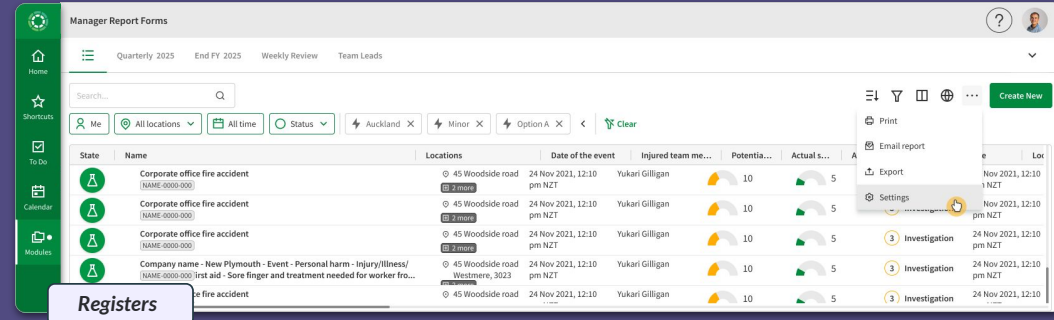 Manager Report Forms
?
Home
Shortcuts
To Do
Calendar
Modules
Quarterly 2025 End FY 2025 Weekly Review Team Leads
Search...
Create New
Me All locations All time Status Auckland X Minor X Option A X < Clear
Print
Email report
Export
Settings
State Name Locations Date of the event Injured team me... Potentia... Actual s... A e Loc
Corporate office fire accident 45 Woodside road 24 Nov 2021, 12:10 Yukari Gilligan 10 5 Nov 2021, 12:10
NAME-0000-000 2 more pm NZT NZT
Corporate office fire accident 45 Woodside road 24 Nov 2021, 12:10 Yukari Gilligan 10 5 Nov 2021, 12:10
NAME-0000-000 2 more pm NZT pm NZT
Corporate office fire accident 45 Woodside road 24 Nov 2021, 12:10 Yukari Gilligan 10 5 3 Investigation 24 Nov 2021, 12:10
NAME-0000-000 2 more pm NZT pm NZT
Company name - New Plymouth - Event - Personal harm - Injury/Illness/ 45 Woodside road 24 Nov 2021, 12:10 Yukari Gilligan 10 5 3 Investigation 24 Nov 2021, 12:10
NAME-0000-000 irst aid - Sore finger and treatment needed for worker fro... Westmere, 3023 pm NZT pm NZT
ce fire accident 45 Woodside road 24 Nov 2021, 12:10 Yukari Gilligan 10 5 3 Investigation 24 Nov 2021, 12:10
Registers